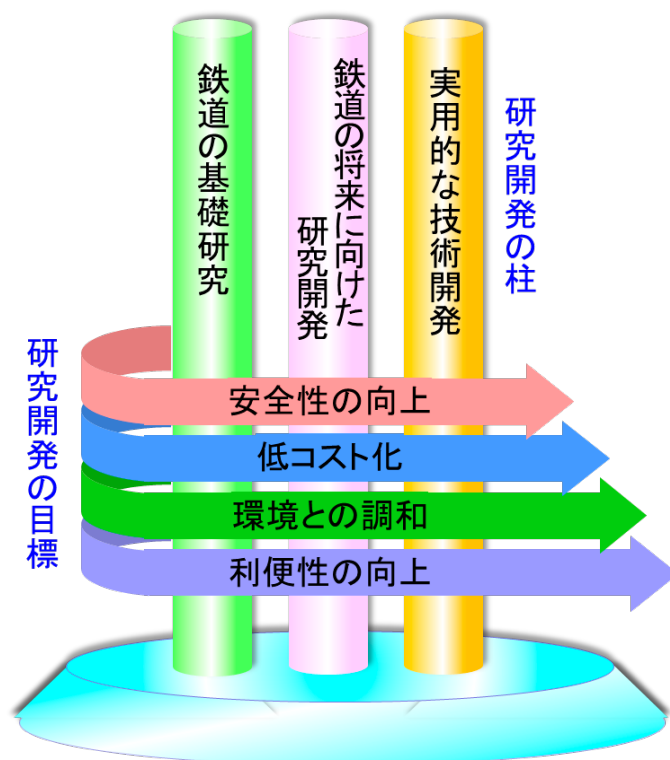 鉄道の基礎研究
鉄道の将来に向けた
研究開発
実用的な技術開発
研究開発の柱
研究開発の目標
安全性の向上
低コスト化
環境との調和
利便性の向上